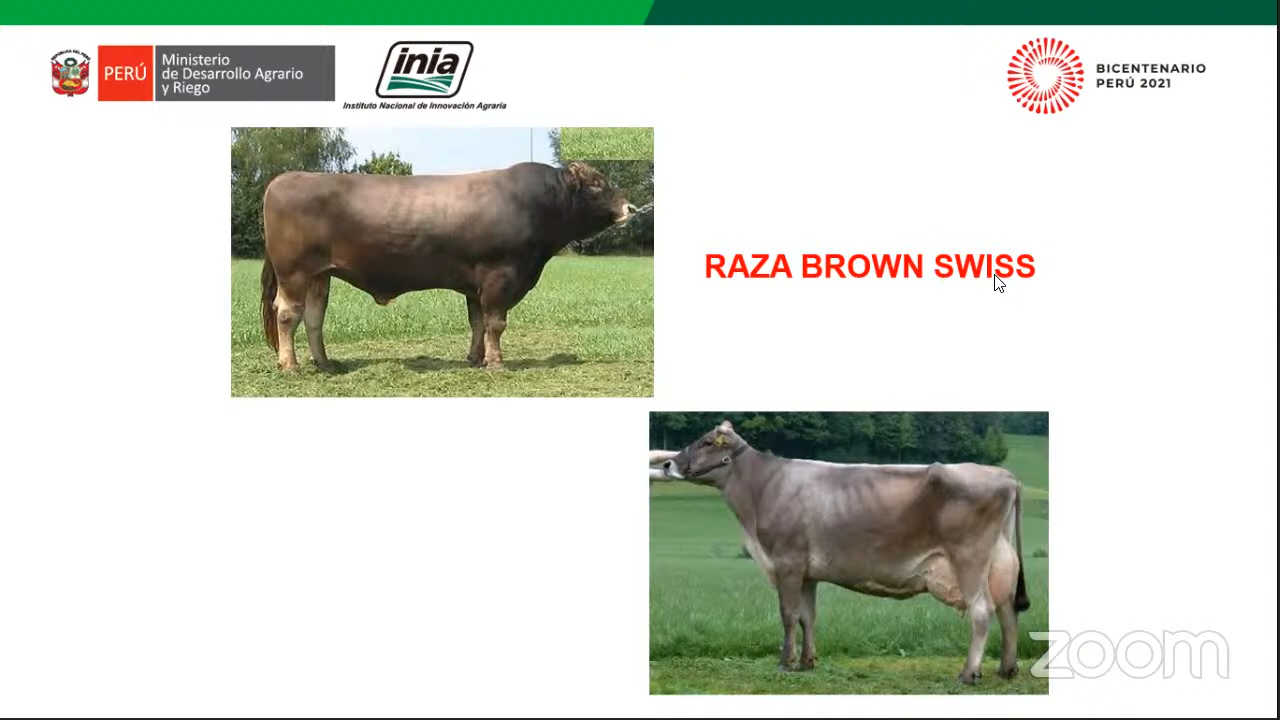 PERÚ
Ministerio
de Desarrollo Agrario
y Riego
inia
Instituto Nacional de Innovación Agraria
BICENTENARIO
PERÚ 2021
RAZA BROWN SWISS
zoom